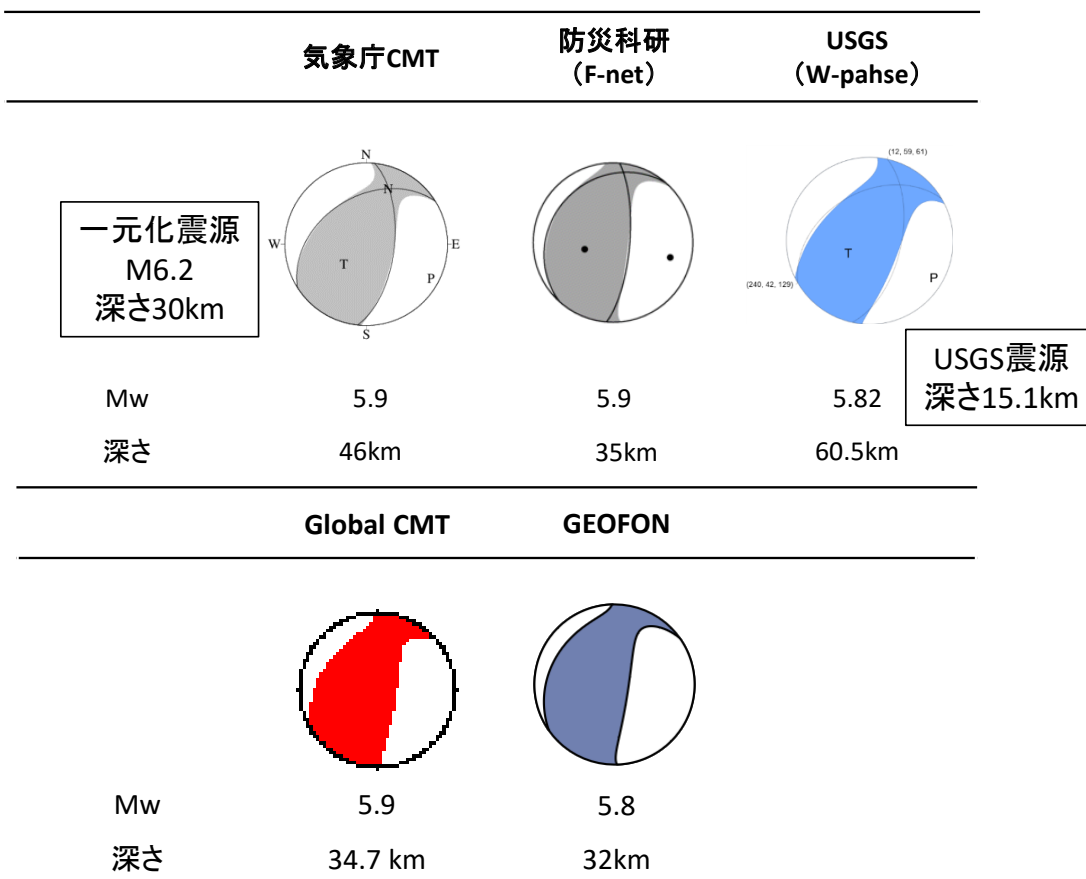 気象庁CMT
防災科研
（F-net）
USGS
（W-pahse）
一元化震源
M6.2
深さ30km
N
N
W
E
T
P
S
(12, 59, 61)
T
P
(240, 42, 129)
USGS震源
深さ15.1km
Mw 5.9 5.9 5.82
深さ 46km 35km 60.5km
Global CMT GEOFON
Mw 5.9 5.8
深さ 34.7 km 32km